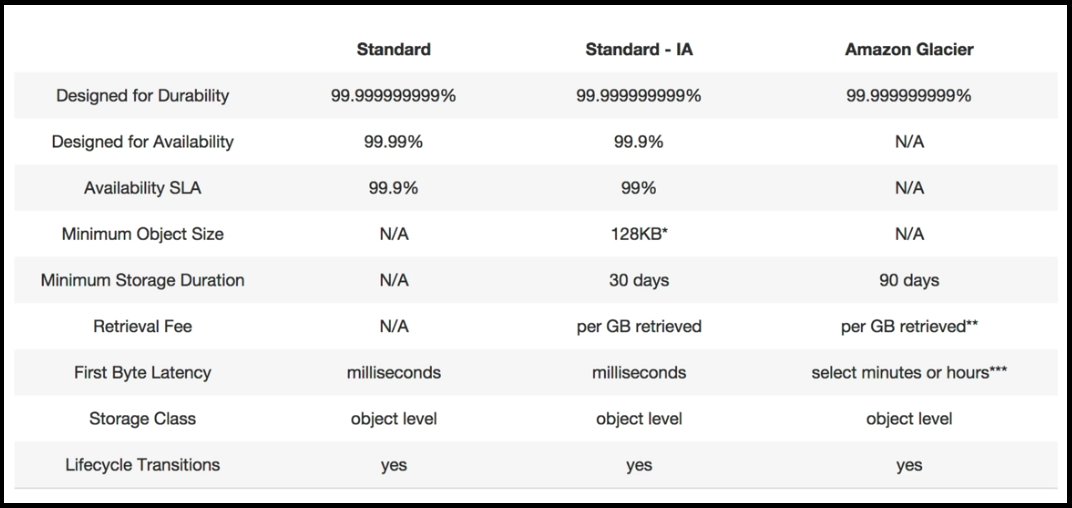 Standard Standard - IA Amazon Glacier
Designed for Durability 99.999999999% 99.999999999% 99.999999999%
Designed for Availability 99.99% 99.9% N/A
Availability SLA 99.9% 99% N/A
Minimum Object Size N/A 128KB* N/A
Minimum Storage Duration N/A 30 days 90 days
Retrieval Fee N/A per GB retrieved per GB retrieved**
First Byte Latency milliseconds milliseconds select minutes or hours***
Storage Class object level object level object level
Lifecycle Transitions yes yes yes